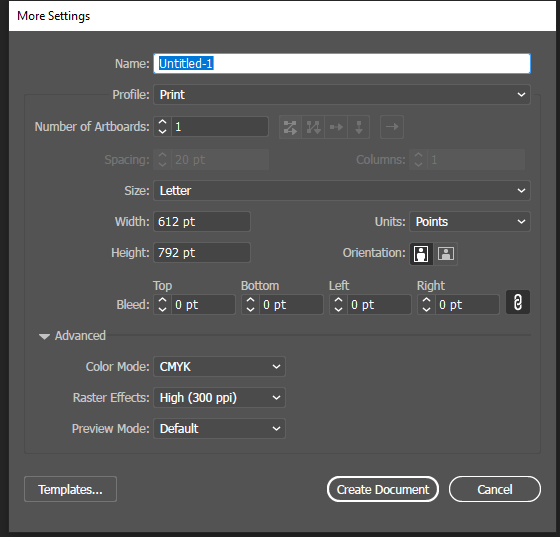 More Settings
Name: Untitled-1
Profile: Print
Number of Artboards: 1
Spacing: 20 pt Columns: 1
Size: Letter
Width: 612 pt Units: Points
Height: 792 pt Orientation:
Top Bottom Left Right
Bleed: 0 pt 0 pt 0 pt 0 pt
Advanced
Color Mode: CMYK
Raster Effects: High (300 ppi)
Preview Mode: Default
Templates... Create Document Cancel